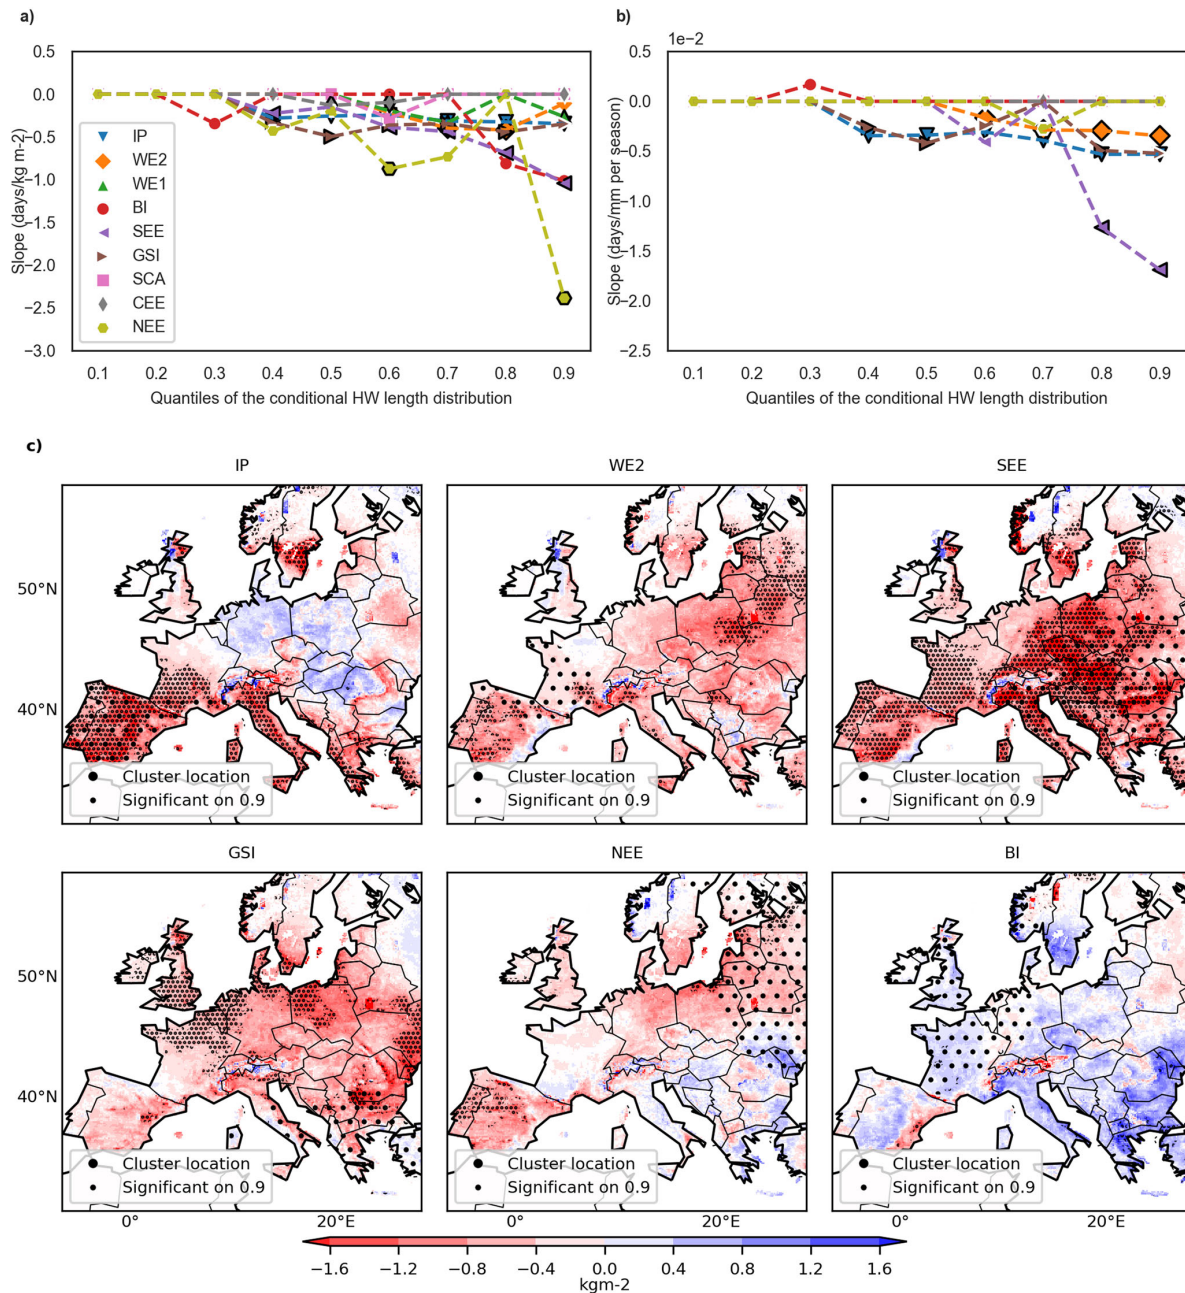 a)
Slope (days/kg m-2)
0.5
0.0
−0.5
−1.0
−1.5
−2.0
−2.5
−3.0
IP
WE2
WE1
BI
SEE
GSI
SCA
CEE
NEE
0.1 0.2 0.3 0.4 0.5 0.6 0.7 0.8 0.9
Quantiles of the conditional HW length distribution
b)
1e−2
Slope (days/mm per season)
0.5
0.0
−0.5
−1.0
−1.5
−2.0
−2.5
0.1 0.2 0.3 0.4 0.5 0.6 0.7 0.8 0.9
Quantiles of the conditional HW length distribution
c)
IP
WE2
SEE
50°N
40°N
Cluster location
Significant on 0.9
Cluster location
Significant on 0.9
Cluster location
Significant on 0.9
GSI
NEE
BI
50°N
40°N
Cluster location
Significant on 0.9
Cluster location
Significant on 0.9
Cluster location
Significant on 0.9
0° 20°E
0° 20°E
0° 20°E
−1.6 −1.2 −0.8 −0.4 0.0 0.4 0.8 1.2 1.6
kgm-2